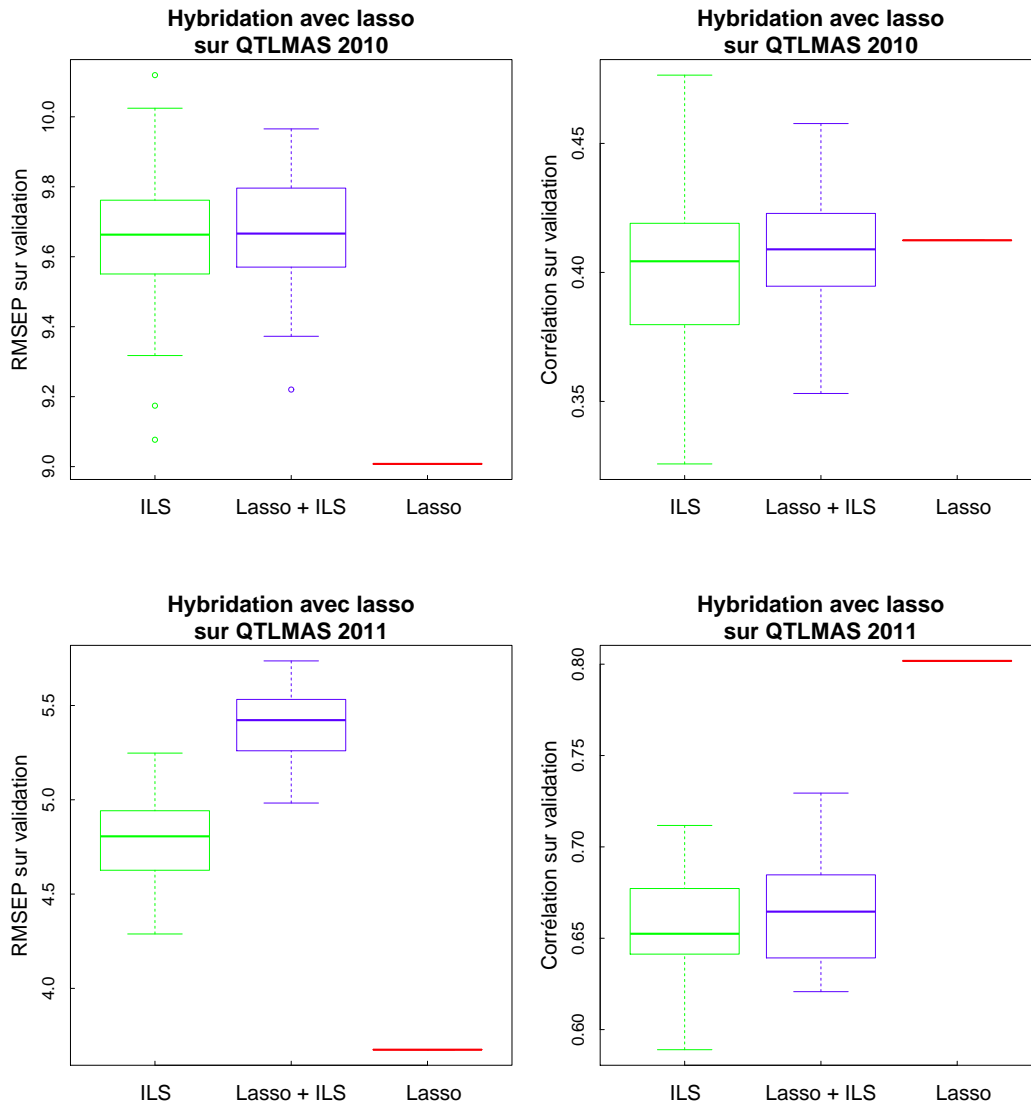 Hybridation avec lasso
sur QTLMAS 2010
RMSEP sur validation
9.0 9.2 9.4 9.6 9.8 10.0
ILS Lasso + ILS Lasso
Hybridation avec lasso
sur QTLMAS 2010
Corrélation sur validation
0.35 0.40 0.45
ILS Lasso + ILS Lasso
Hybridation avec lasso
sur QTLMAS 2011
RMSEP sur validation
4.0 4.5 5.0 5.5
ILS Lasso + ILS Lasso
Hybridation avec lasso
sur QTLMAS 2011
Corrélation sur validation
0.60 0.65 0.70 0.75 0.80
ILS Lasso + ILS Lasso